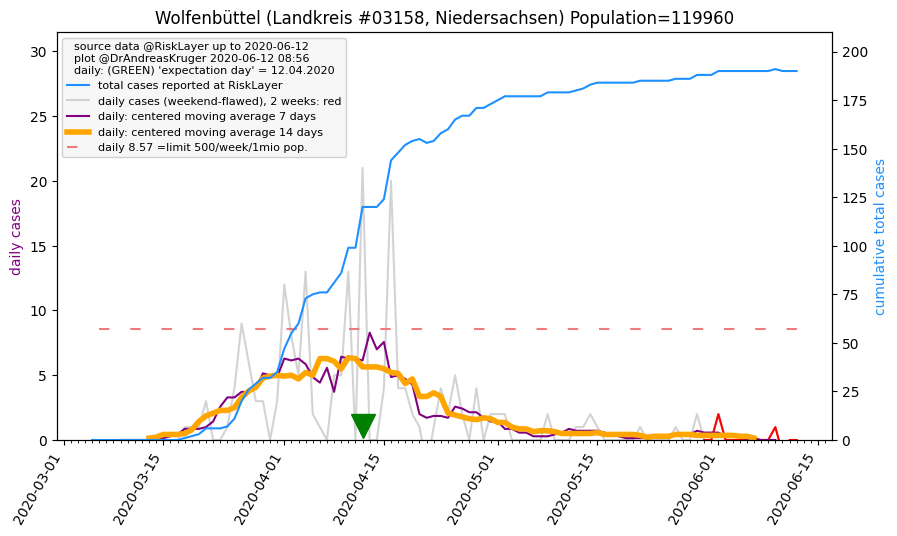 Wolfenbüttel (Landkreis #03158, Niedersachsen) Population=119960
source data @RiskLayer up to 2020-06-12
plot @DrAndreasKruger 2020-06-12 08:56
daily: (GREEN) 'expectation day' = 12.04.2020
total cases reported at RiskLayer
daily cases (weekend-flawed), 2 weeks: red
daily: centered moving average 7 days
daily: centered moving average 14 days
daily 8.57 =limit 500/week/1mio pop.
daily cases
30
25
20
15
10
5
0
cumulative total cases
200
175
150
125
100
75
50
25
0
2020-03-01
2020-03-15
2020-04-01
2020-04-15
2020-05-01
2020-05-15
2020-06-01
2020-06-15